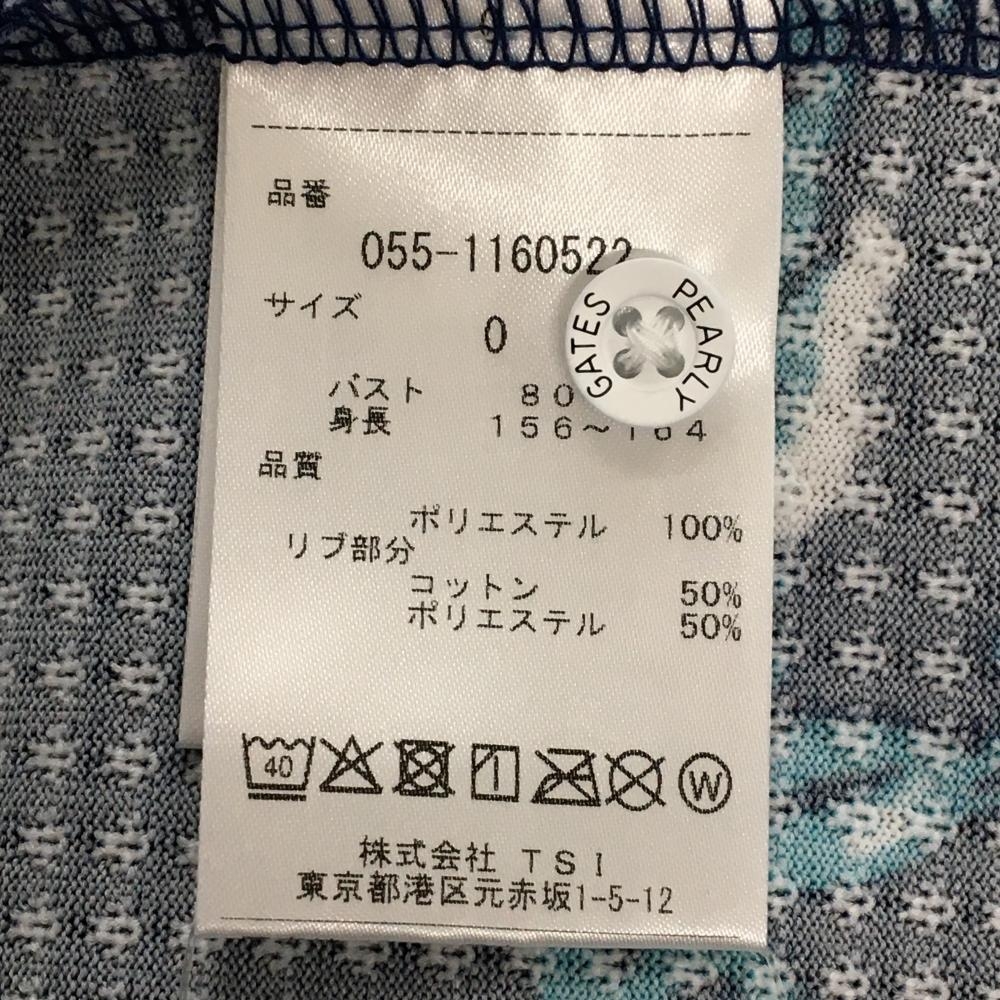 品番
055-1160522
サイズ
0
バスト 80
身長 156~164
品質
ポリエステル 100%
リブ部分
コットン 50%
ポリエステル 50%
40
W
株式会社 TSI
東京都港区元赤坂1-5-12
PEARLY
GATES